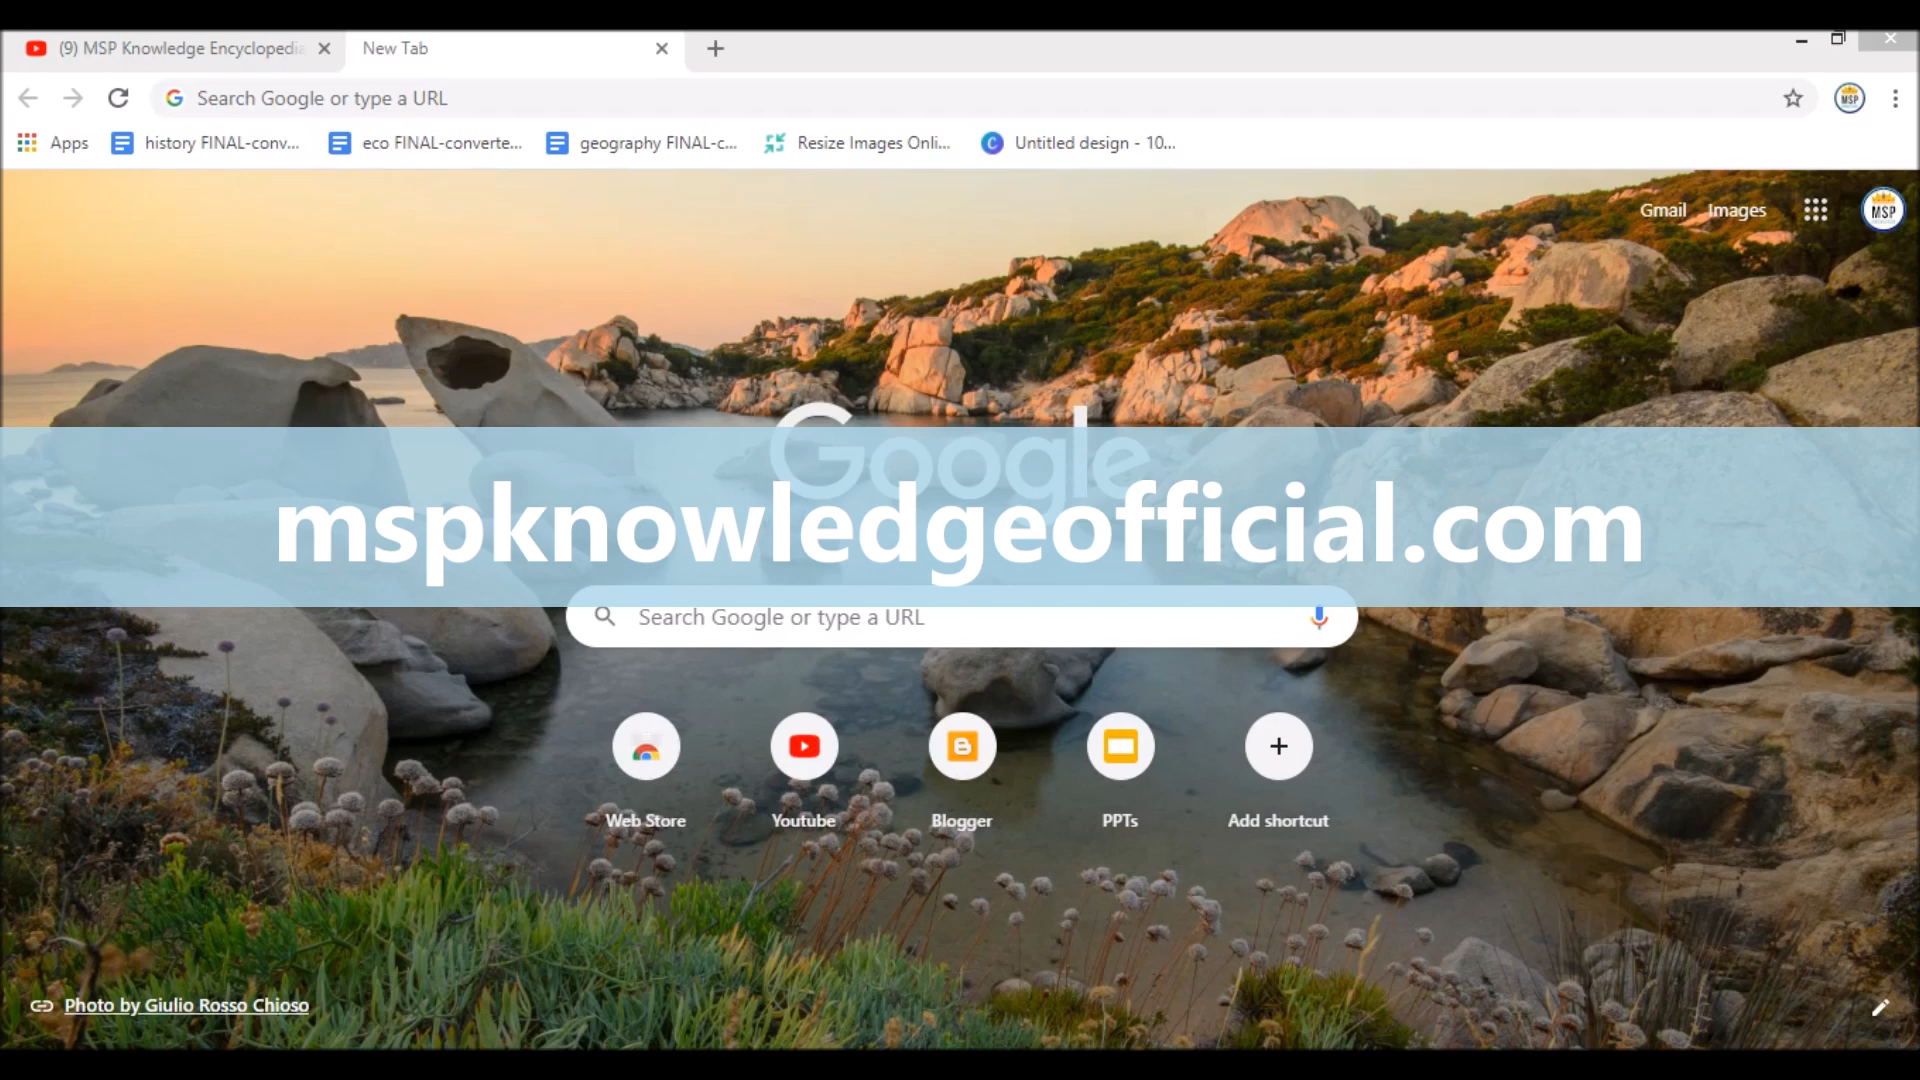 (9) MSP Knowledge Encyclopedia
New Tab
Search Google or type a URL
MSP
Apps
history FINAL-conv...
eco FINAL-converte...
geography FINAL-c...
Resize Images Onli...
C
Untitled design - 10...
Gmail
Images
MSP
Google
mspknowledgeofficial.com
Search Google or type a URL
Web Store
Youtube
Blogger
PPTs
Add shortcut
Photo by Giulio Rosso Chioso